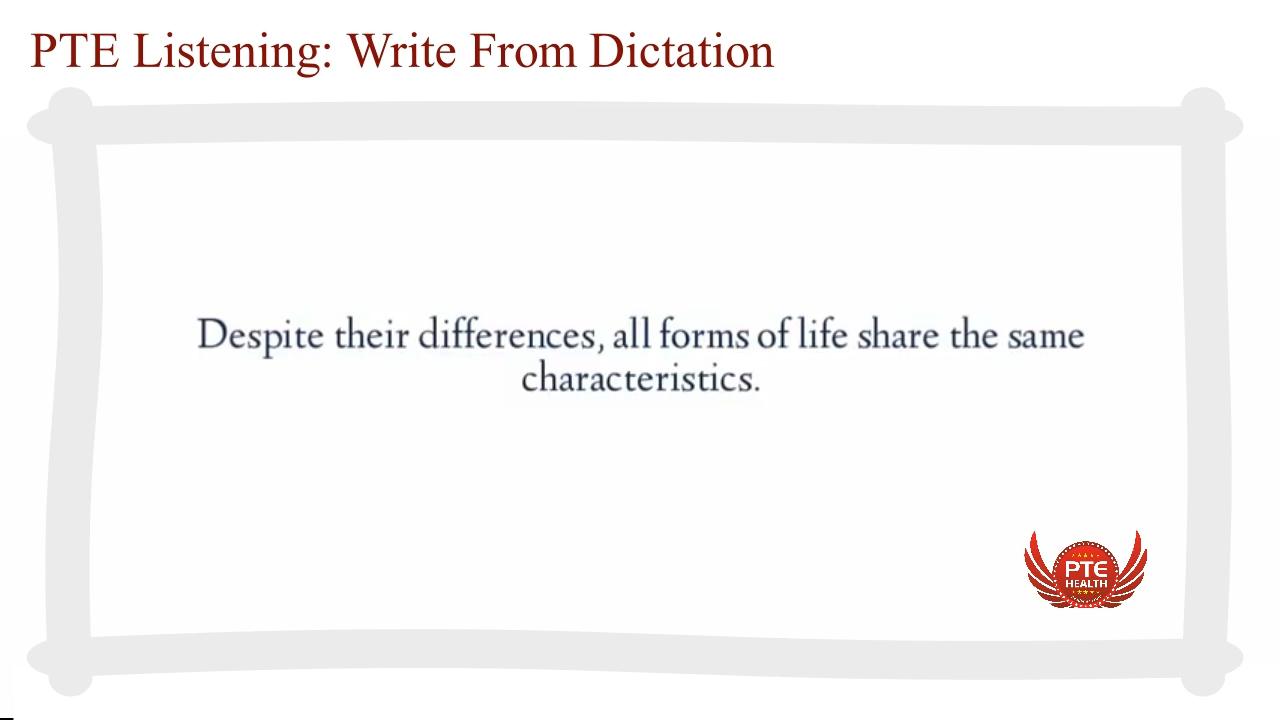 PTE Listening: Write From Dictation
Despite their differences, all forms of life share the same
characteristics.
PTE
HEALTH